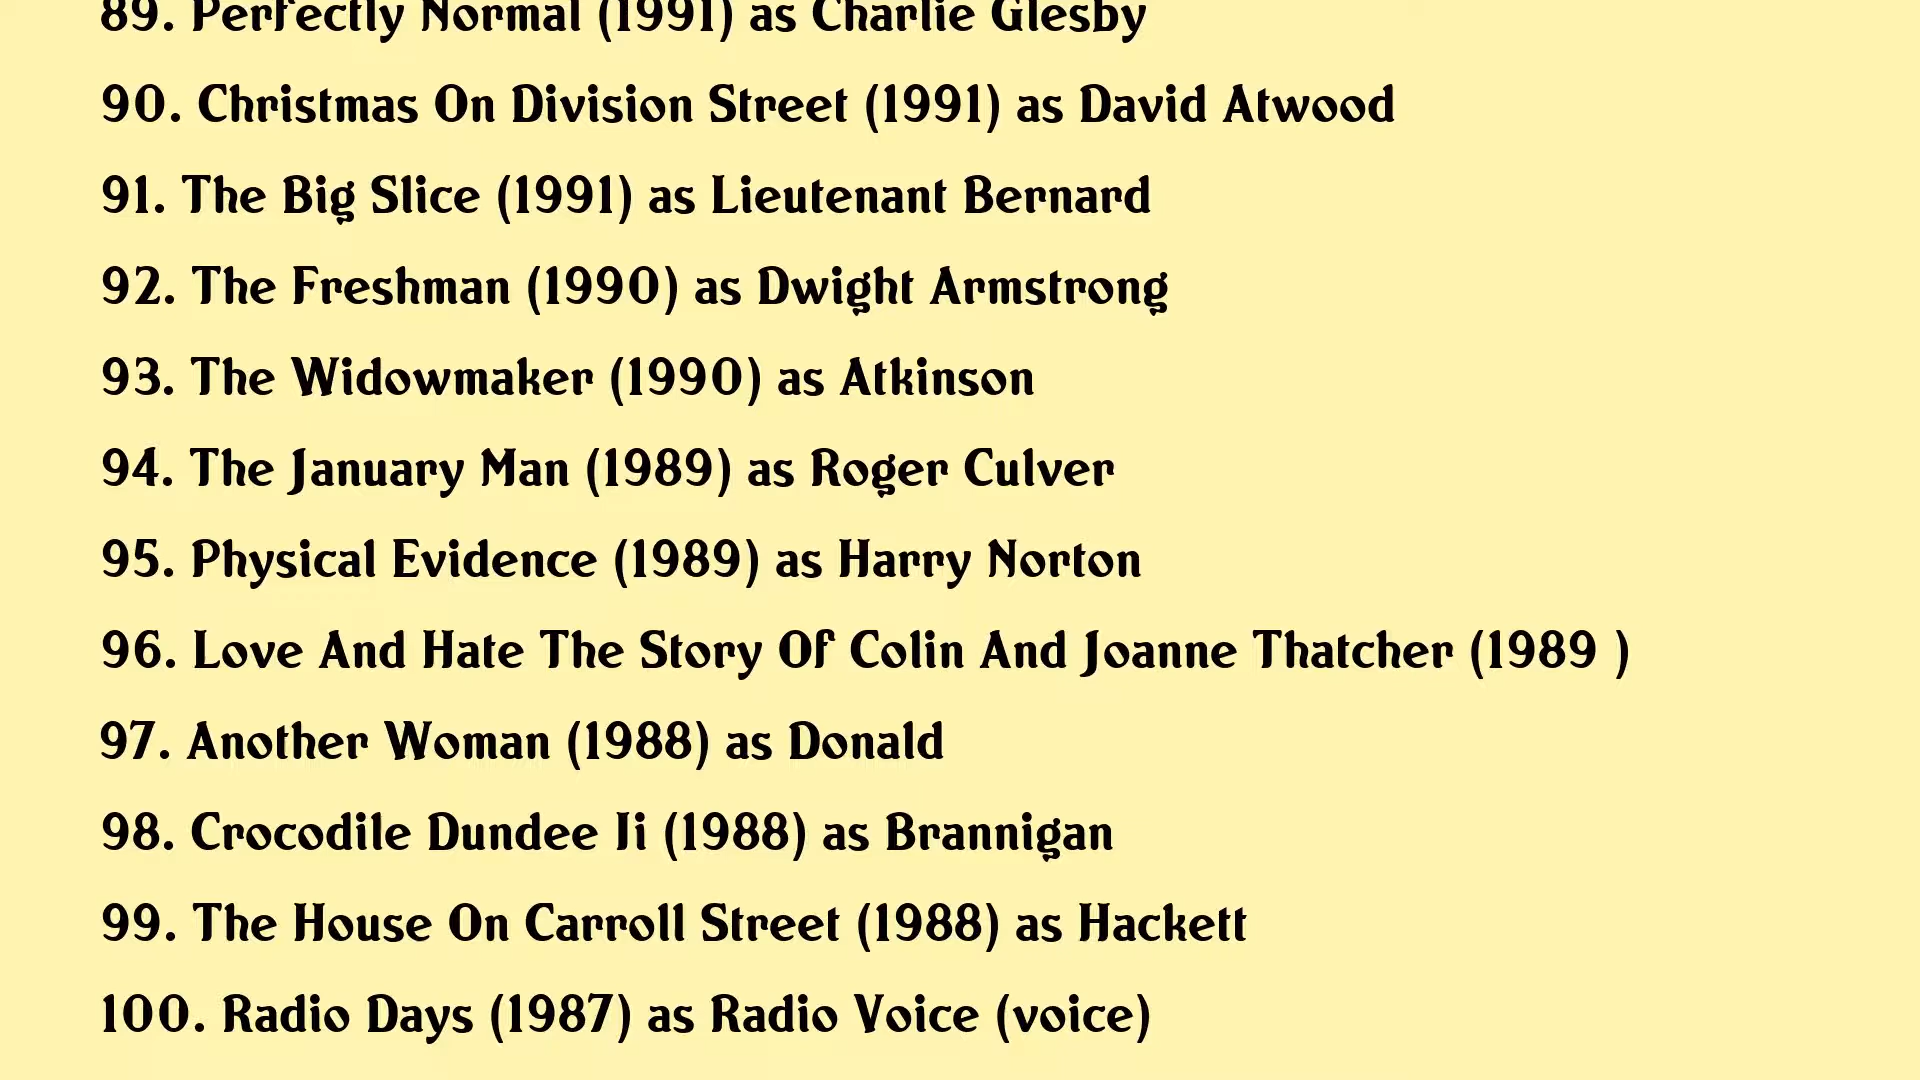 89. Perfectly Normal (1991) as Charlie Glesby
90. Christmas On Division Street (1991) as David Atwood
91. The Big Slice (1991) as Lieutenant Bernard
92. The Freshman (1990) as Dwight Armstrong
93. The Widowmaker (1990) as Atkinson
94. The January Man (1989) as Roger Culver
95. Physical Evidence (1989) as Harry Norton
96. Love And Hate The Story Of Colin And Joanne Thatcher (1989 )
97. Another Woman (1988) as Donald
98. Crocodile Dundee Ii (1988) as Brannigan
99. The House On Carroll Street (1988) as Hackett
100. Radio Days (1987) as Radio Voice (voice)